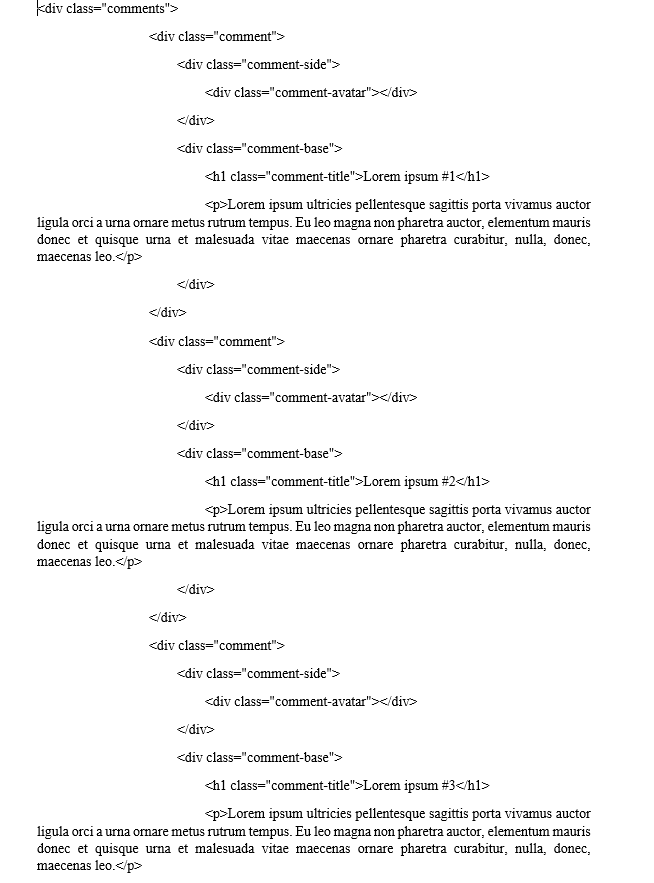 <div class="comments">
<div class="comment">
<div class="comment-side">
<div class="comment-avatar"></div>
</div>
<div class="comment-base">
<h1 class="comment-title">Lorem ipsum #1</h1>
<p>Lorem ipsum ultricies pellentesque sagittis porta vivamus auctor
ligula orci a urna ornare metus rutrum tempus. Eu leo magna non pharetra auctor, elementum mauris
donec et quisque urna et malesuada vitae maecenas ornare pharetra curabitur, nulla, donec,
maecenas leo.</p>
</div>
</div>
<div class="comment">
<div class="comment-side">
<div class="comment-avatar"></div>
</div>
<div class="comment-base">
<h1 class="comment-title">Lorem ipsum #2</h1>
<p>Lorem ipsum ultricies pellentesque sagittis porta vivamus auctor
ligula orci a urna ornare metus rutrum tempus. Eu leo magna non pharetra auctor, elementum mauris
donec et quisque urna et malesuada vitae maecenas ornare pharetra curabitur, nulla, donec,
maecenas leo.</p>
</div>
</div>
<div class="comment">
<div class="comment-side">
<div class="comment-avatar"></div>
</div>
<div class="comment-base">
<h1 class="comment-title">Lorem ipsum #3</h1>
<p>Lorem ipsum ultricies pellentesque sagittis porta vivamus auctor
ligula orci a urna ornare metus rutrum tempus. Eu leo magna non pharetra auctor, elementum mauris
donec et quisque urna et malesuada vitae maecenas ornare pharetra curabitur, nulla, donec,
maecenas leo.</p>